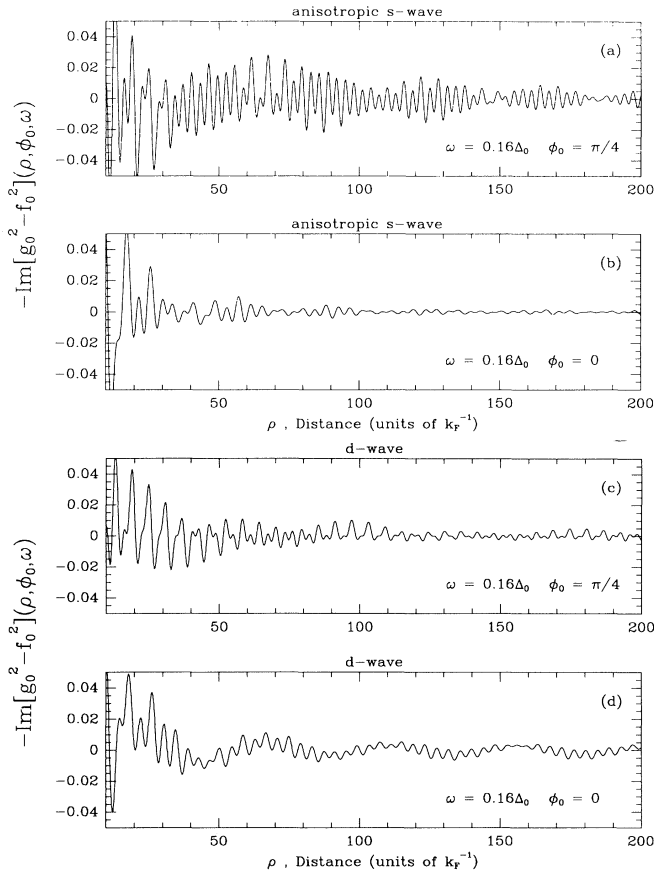 anisotropic s-wave
0.04
0.02
0
−0.02
−0.04
(a)
ω = 0.16Δ₀ φ₀ = π/4
50
100
150
200
−Im[g₀²−f₀²](ρ,φ₀,ω)
anisotropic s-wave
0.04
0.02
0
−0.02
−0.04
(b)
ω = 0.16Δ₀ φ₀ = 0
50
100
150
200
ρ , Distance (units of k_F⁻¹)
d-wave
0.04
0.02
0
−0.02
−0.04
(c)
ω = 0.16Δ₀ φ₀ = π/4
50
100
150
200
−Im[g₀²−f₀²](ρ,φ₀,ω)
d-wave
0.04
0.02
0
−0.02
−0.04
(d)
ω = 0.16Δ₀ φ₀ = 0
50
100
150
200
ρ , Distance (units of k_F⁻¹)